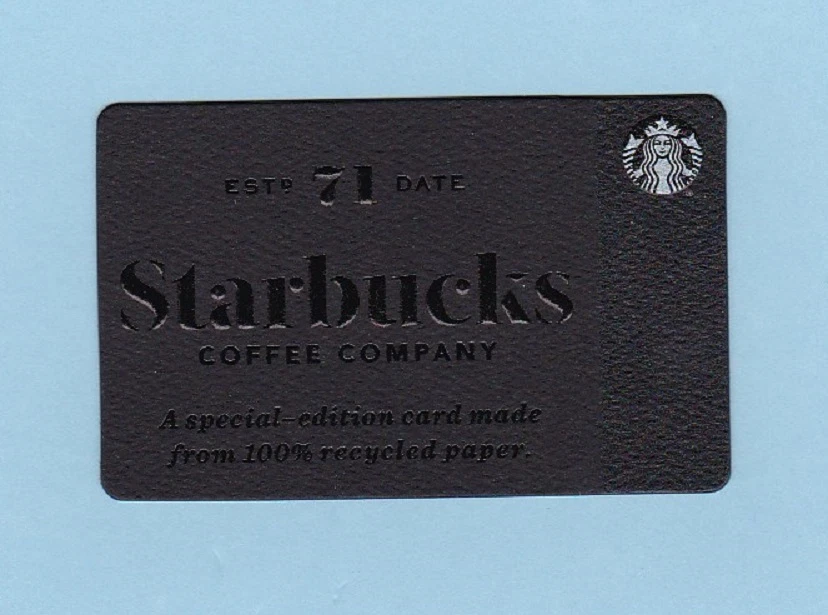 ESTD 71 DATE
Starbucks
COFFEE COMPANY
A special-edition card made
from 100% recycled paper.